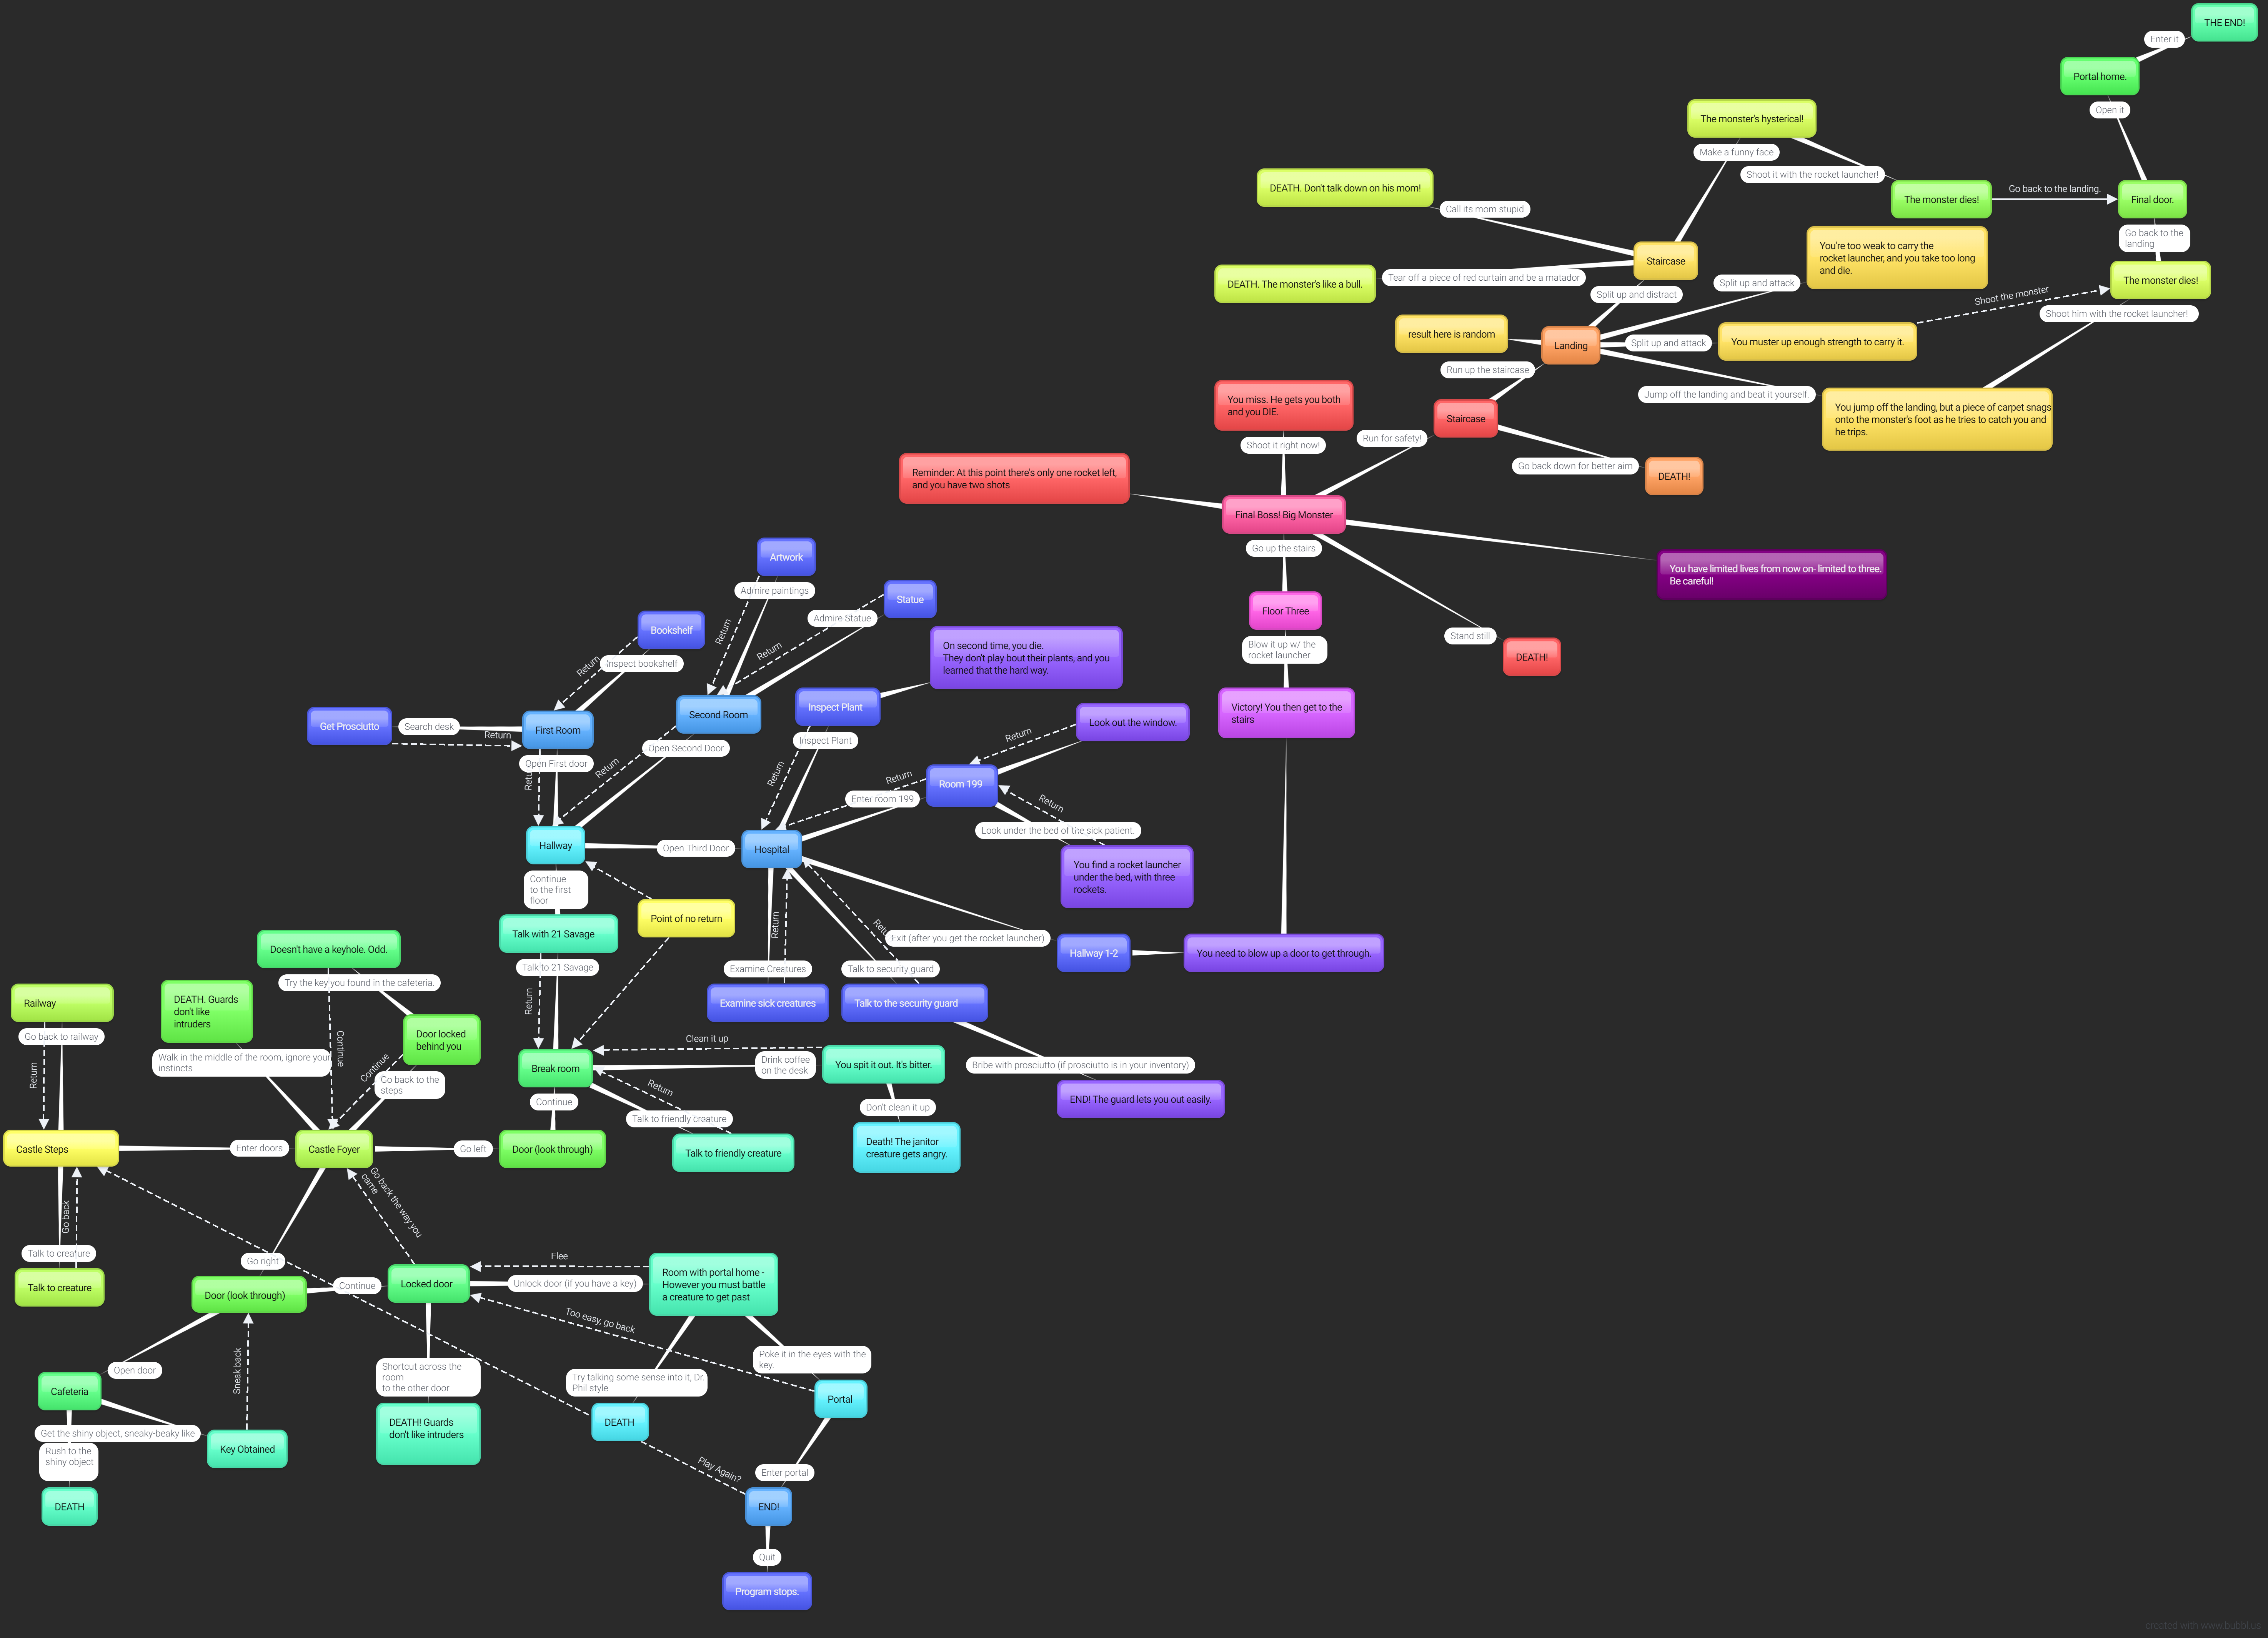 THE END!
Enter it
Portal home.
Open it
The monster's hysterical!
Make a funny face
Shoot it with the rocket launcher!
DEATH. Don't talk down on his mom!
Call its mom stupid
The monster dies!
Go back to the landing.
Final door.
Go back to the
landing
Staircase
You're too weak to carry the
rocket launcher, and you take too long
and die.
DEATH. The monster's like a bull.
Tear off a piece of red curtain and be a matador
Split up and distract
Split up and attack
The monster dies!
Shoot the monster
Shoot him with the rocket launcher!
result here is random
Landing
Split up and attack
You muster up enough strength to carry it.
Run up the staircase
Jump off the landing and beat it yourself.
You jump off the landing, but a piece of carpet snags
onto the monster's foot as he tries to catch you and
he trips.
You miss. He gets you both
and you DIE.
Staircase
Shoot it right now!
Run for safety!
Go back down for better aim
DEATH!
Reminder: At this point there's only one rocket left,
and you have two shots
Final Boss! Big Monster
Go up the stairs
You have limited lives from now on- limited to three.
Be careful!
Floor Three
Stand still
DEATH!
Blow it up w/ the
rocket launcher
Victory! You then get to the
stairs
Artwork
Admire paintings
Return
Statue
Admire Statue
Return
Bookshelf
Return
Inspect bookshelf
On second time, you die.
They don't play bout their plants, and you
learned that the hard way.
Get Prosciutto
Search desk
Return
First Room
Second Room
Inspect Plant
Look out the window.
Open First door
Return
Open Second Door
Return
Inspect Plant
Return
Return
Room 199
Return
Enter room 199
Return
Look under the bed of the sick patient.
Hallway
Open Third Door
Hospital
You find a rocket launcher
under the bed, with three
rockets.
Continue
to the first
floor
Point of no return
Talk with 21 Savage
Return
Return
Exit (after you get the rocket launcher)
Hallway 1-2
You need to blow up a door to get through.
Talk to 21 Savage
Return
Examine Creatures
Talk to security guard
Examine sick creatures
Talk to the security guard
Doesn't have a keyhole. Odd.
Try the key you found in the cafeteria.
Railway
Go back to railway
Return
DEATH. Guards
don't like
intruders
Walk in the middle of the room, ignore your
instincts
Continue
Door locked
behind you
Continue
Go back to the
steps
Break room
Clean it up
Drink coffee
on the desk
You spit it out. It's bitter.
Bribe with prosciutto (if prosciutto is in your inventory)
END! The guard lets you out easily.
Continue
Return
Talk to friendly creature
Don't clean it up
Castle Steps
Enter doors
Castle Foyer
Go left
Door (look through)
Talk to friendly creature
Death! The janitor
creature gets angry.
Go back
Go back the way you
came
Talk to creature
Talk to creature
Go right
Door (look through)
Continue
Locked door
Flee
Unlock door (if you have a key)
Room with portal home -
However you must battle
a creature to get past
Too easy, go back
Open door
Sneak back
Shortcut across the
room
to the other door
Poke it in the eyes with the
key.
Try talking some sense into it, Dr.
Phil style
Cafeteria
Portal
Get the shiny object, sneaky-beaky like
Key Obtained
DEATH! Guards
don't like intruders
DEATH
Rush to the
shiny object
DEATH
Play Again?
Enter portal
END!
Quit
Program stops.
created with www.bubbl.us